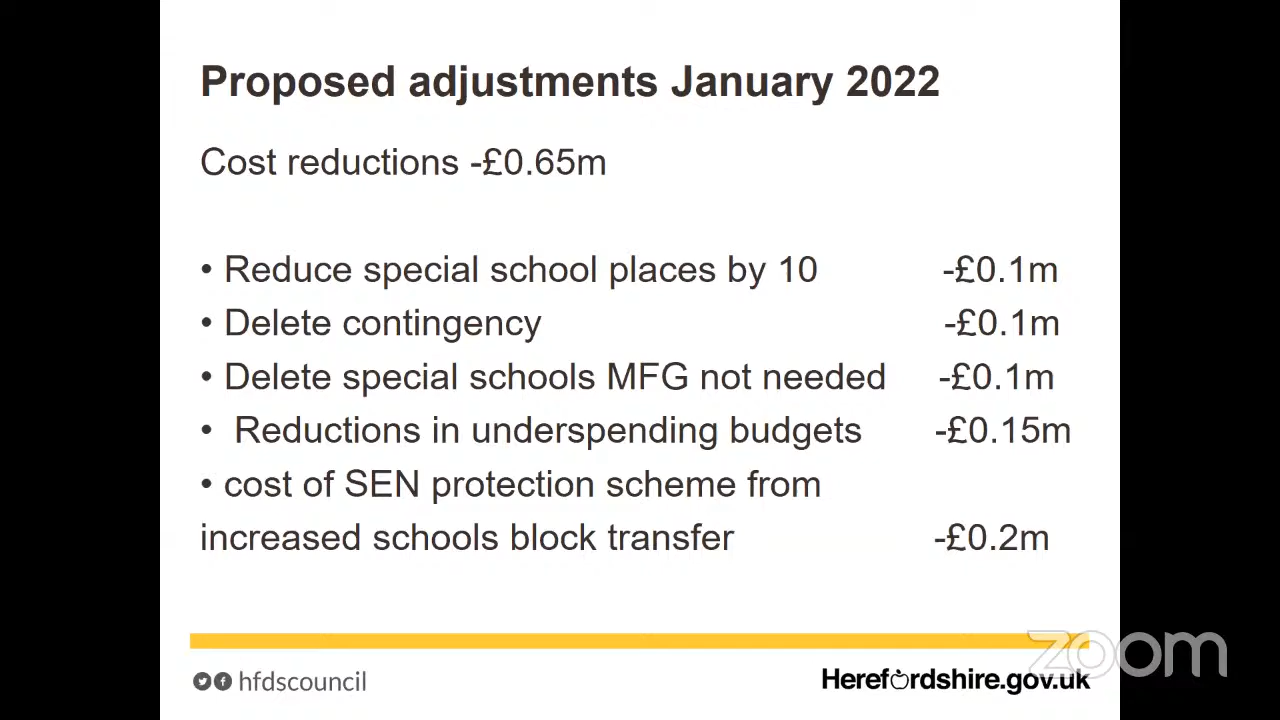 Proposed adjustments January 2022
Cost reductions -£0.65m
• Reduce special school places by 10 -£0.1m
• Delete contingency -£0.1m
• Delete special schools MFG not needed -£0.1m
• Reductions in underspending budgets -£0.15m
• cost of SEN protection scheme from
increased schools block transfer -£0.2m
hfdscouncil
Herefordshire.gov.uk
zoom